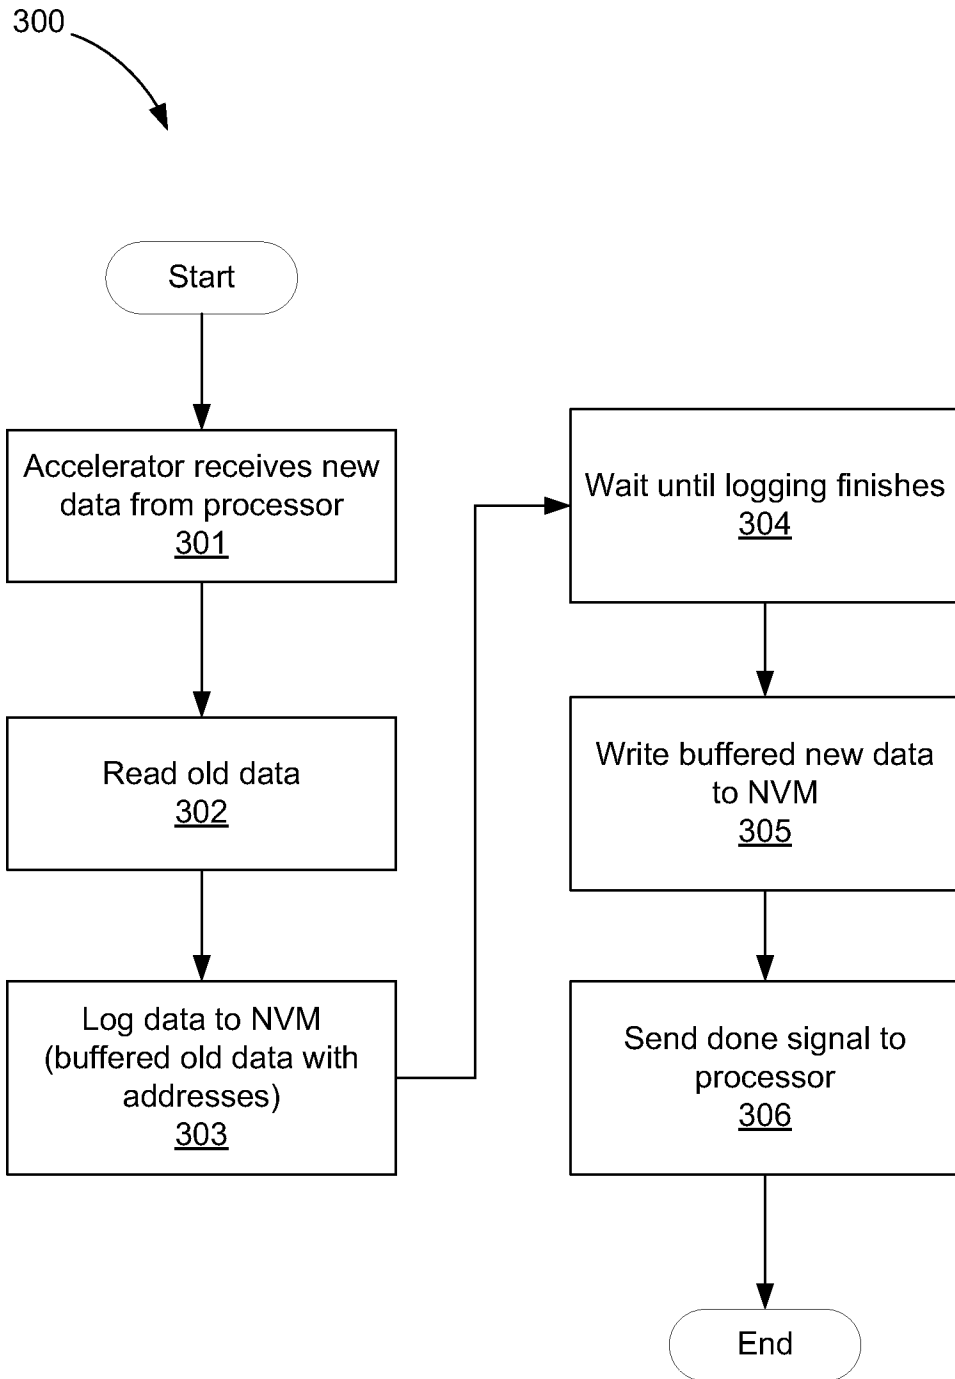 300
Start
Accelerator receives new
data from processor
301
Read old data
302
Log data to NVM
(buffered old data with
addresses)
303
Wait until logging finishes
304
Write buffered new data
to NVM
305
Send done signal to
processor
306
End